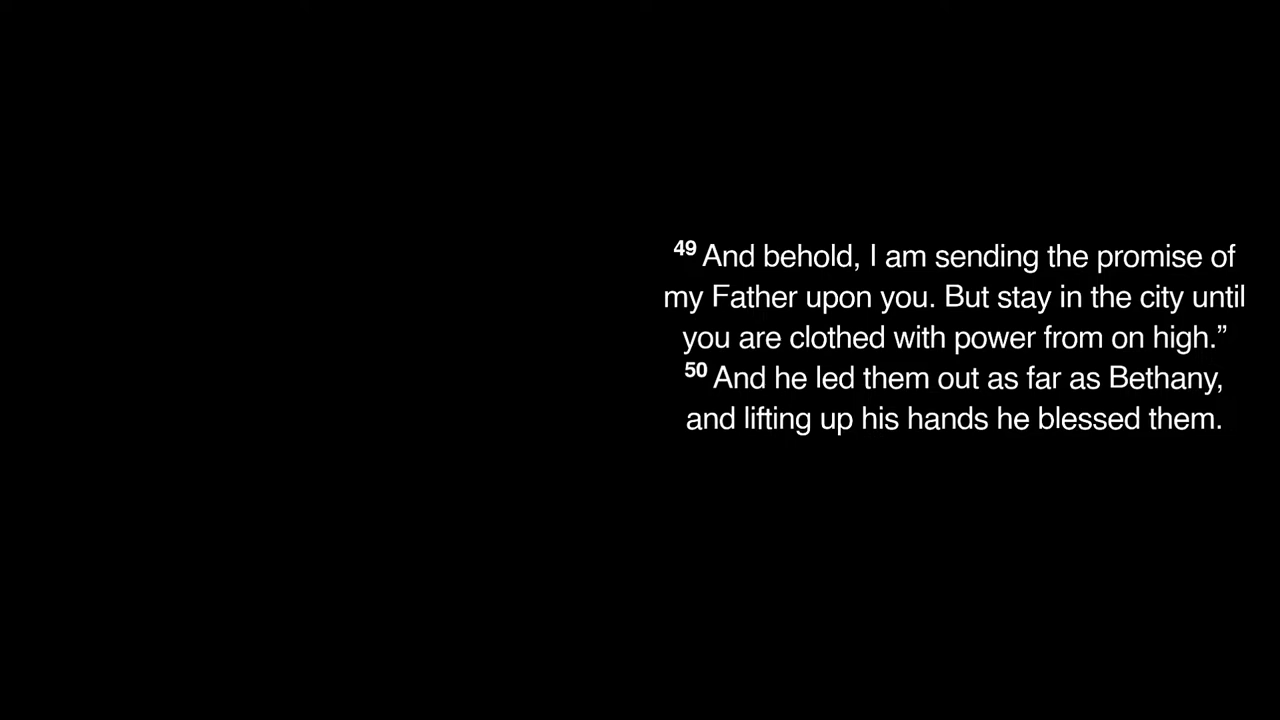 49 And behold, I am sending the promise of
my Father upon you. But stay in the city until
you are clothed with power from on high.”
50 And he led them out as far as Bethany,
and lifting up his hands he blessed them.